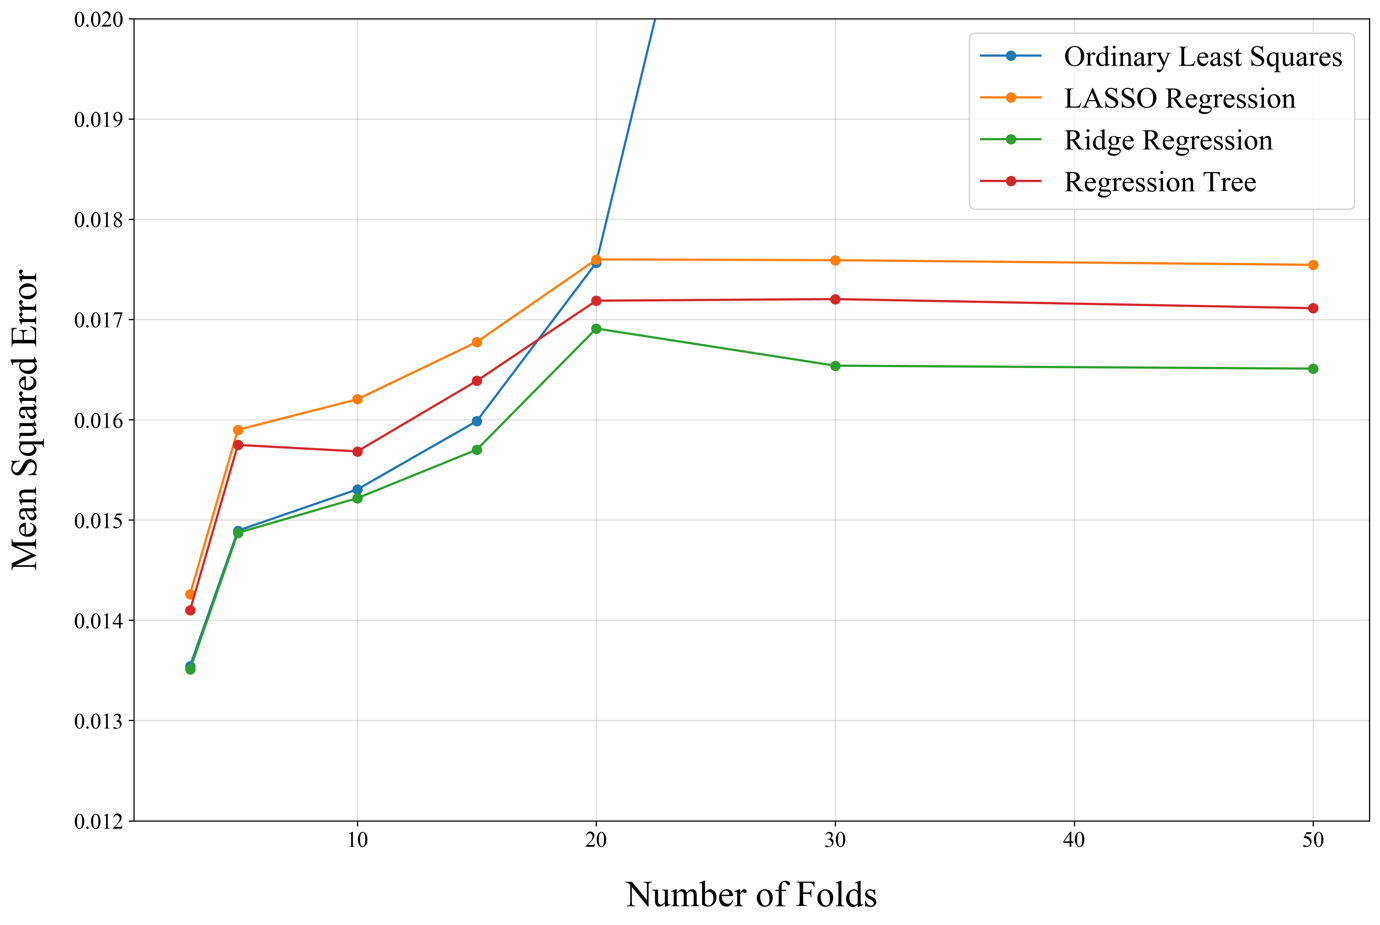 0.020
0.019
0.018
0.017
0.016
0.015
0.014
0.013
0.012
Mean Squared Error
Ordinary Least Squares
LASSO Regression
Ridge Regression
Regression Tree
10 20 30 40 50
Number of Folds